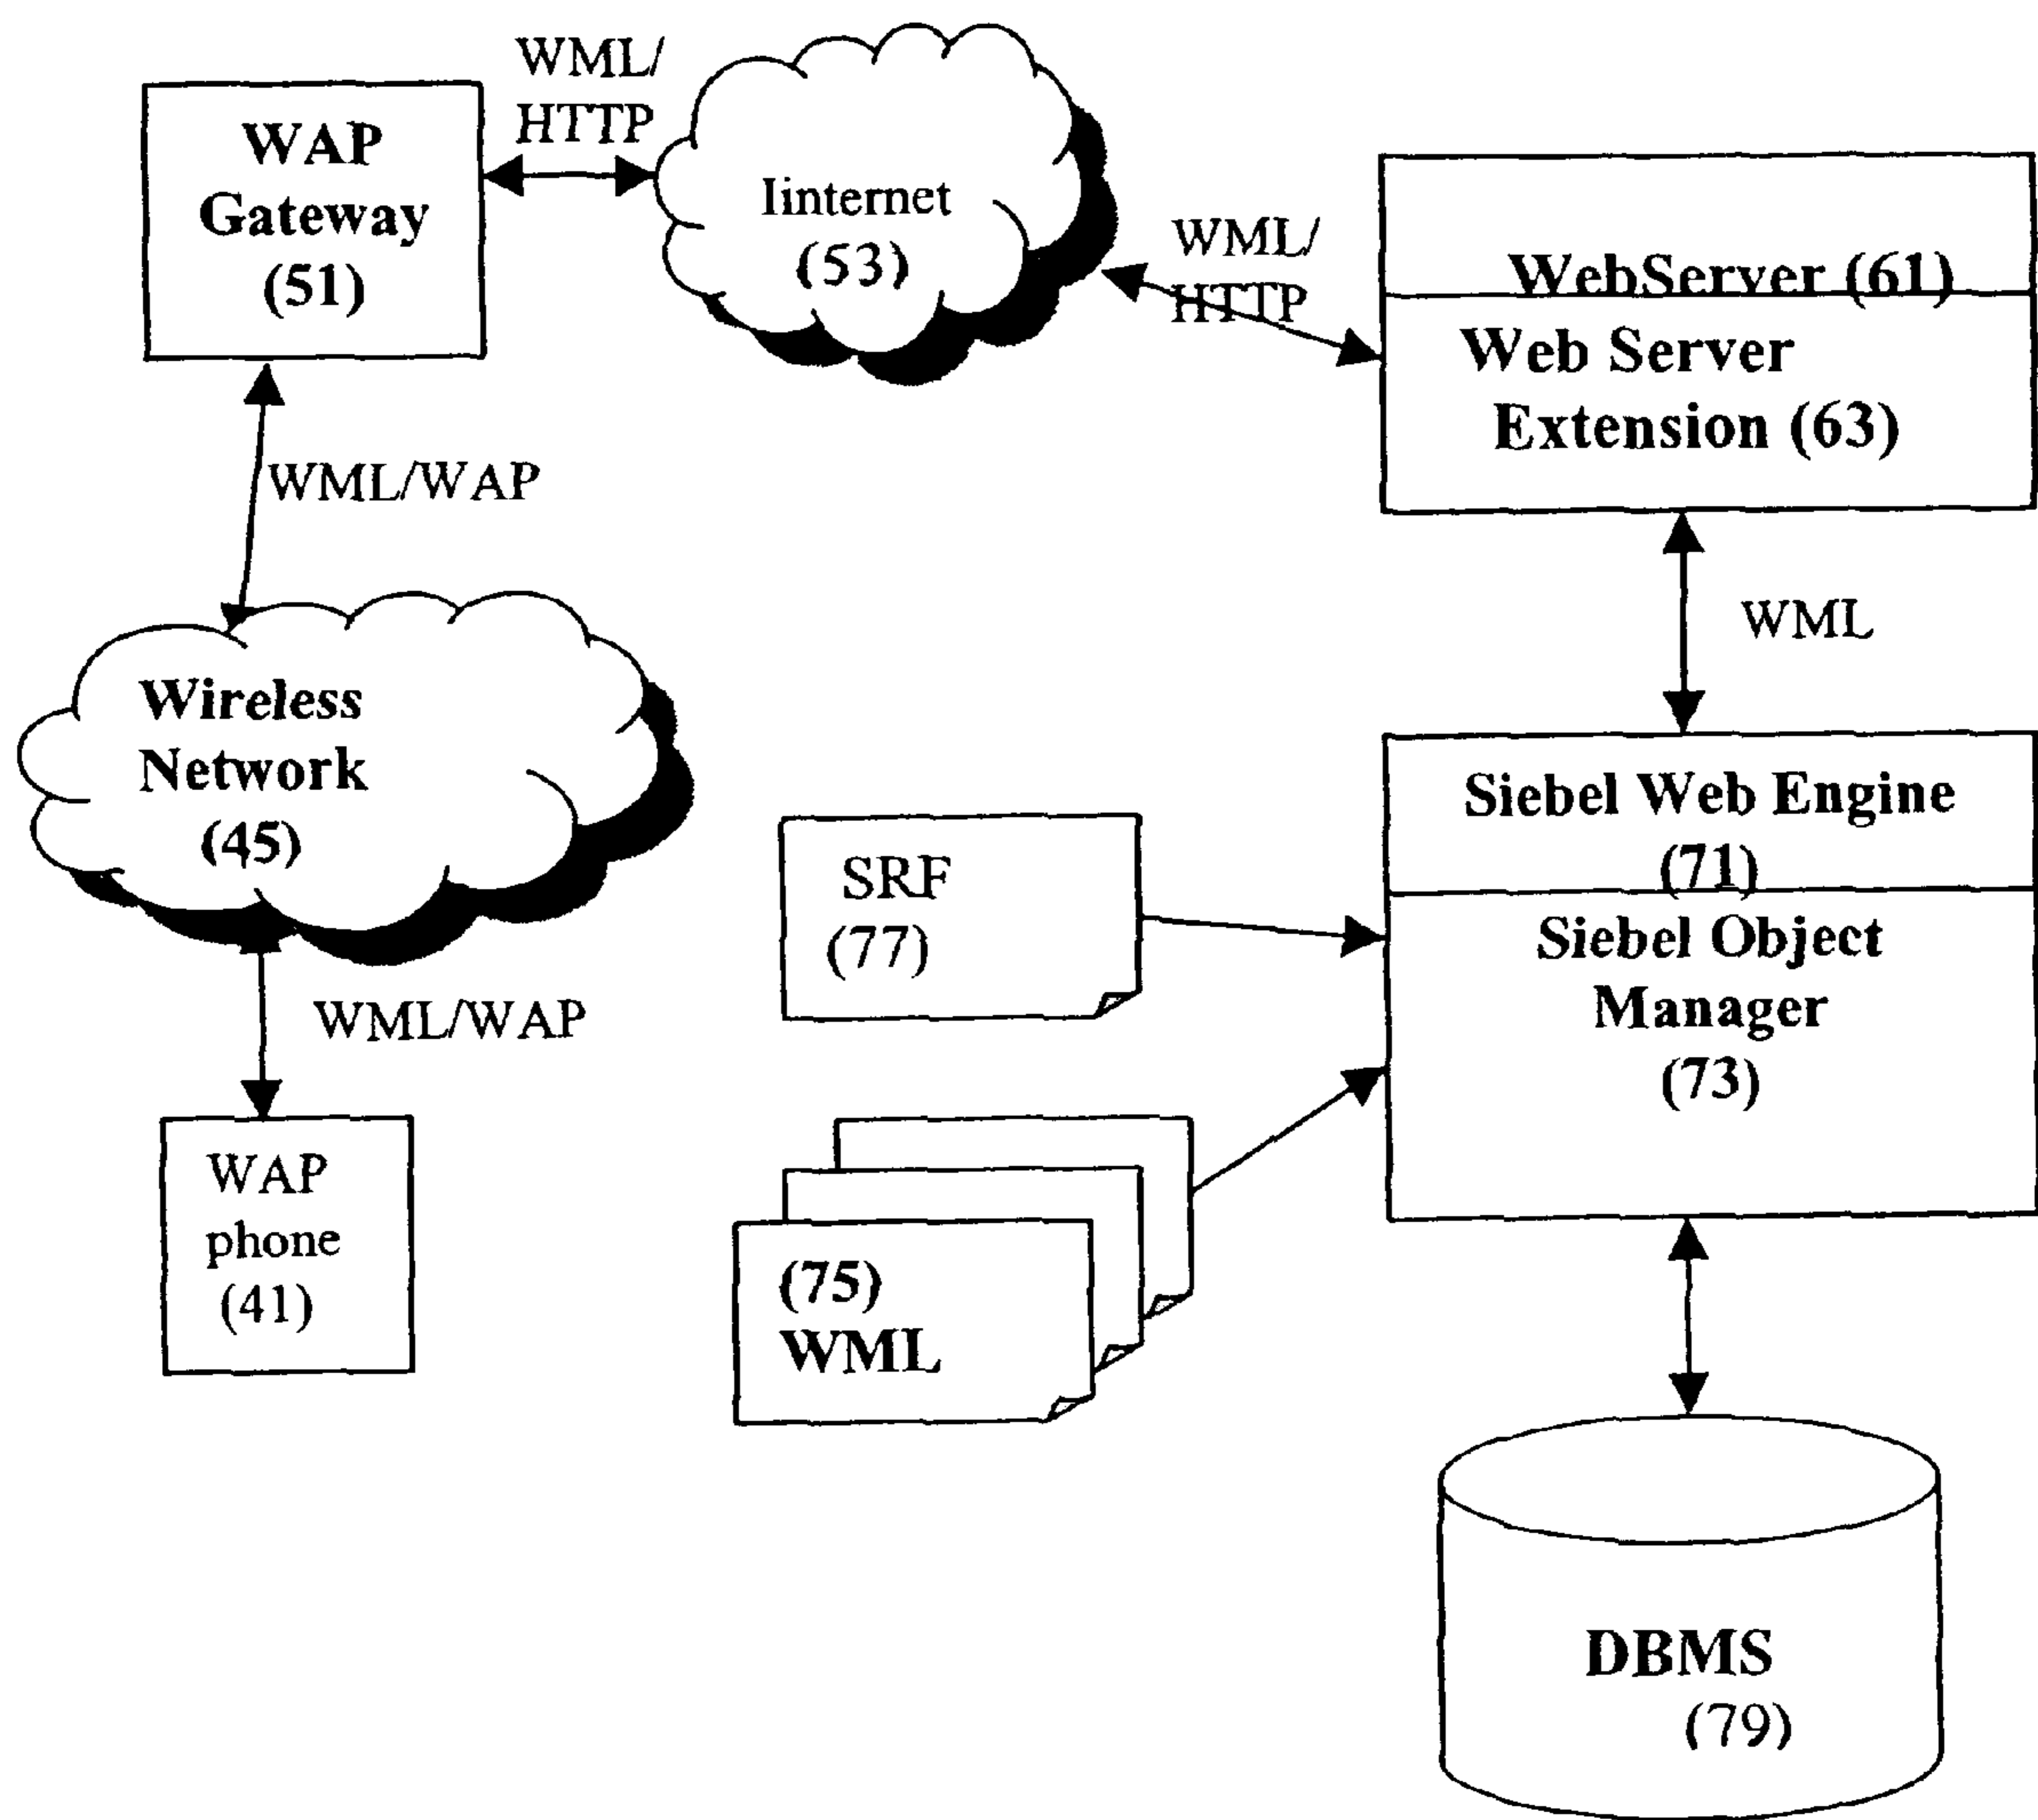 WML/
HTTP
WAP
Gateway
(51)
Iinternet
(53)
WML/
HTTP
WebServer (61)
Web Server
Extension (63)
WML/WAP
WML
Wireless
Network
(45)
Siebel Web Engine
(71)
SRF
(77)
Siebel Object
Manager
(73)
WML/WAP
WAP
phone
(41)
(75)
WML
DBMS
(79)